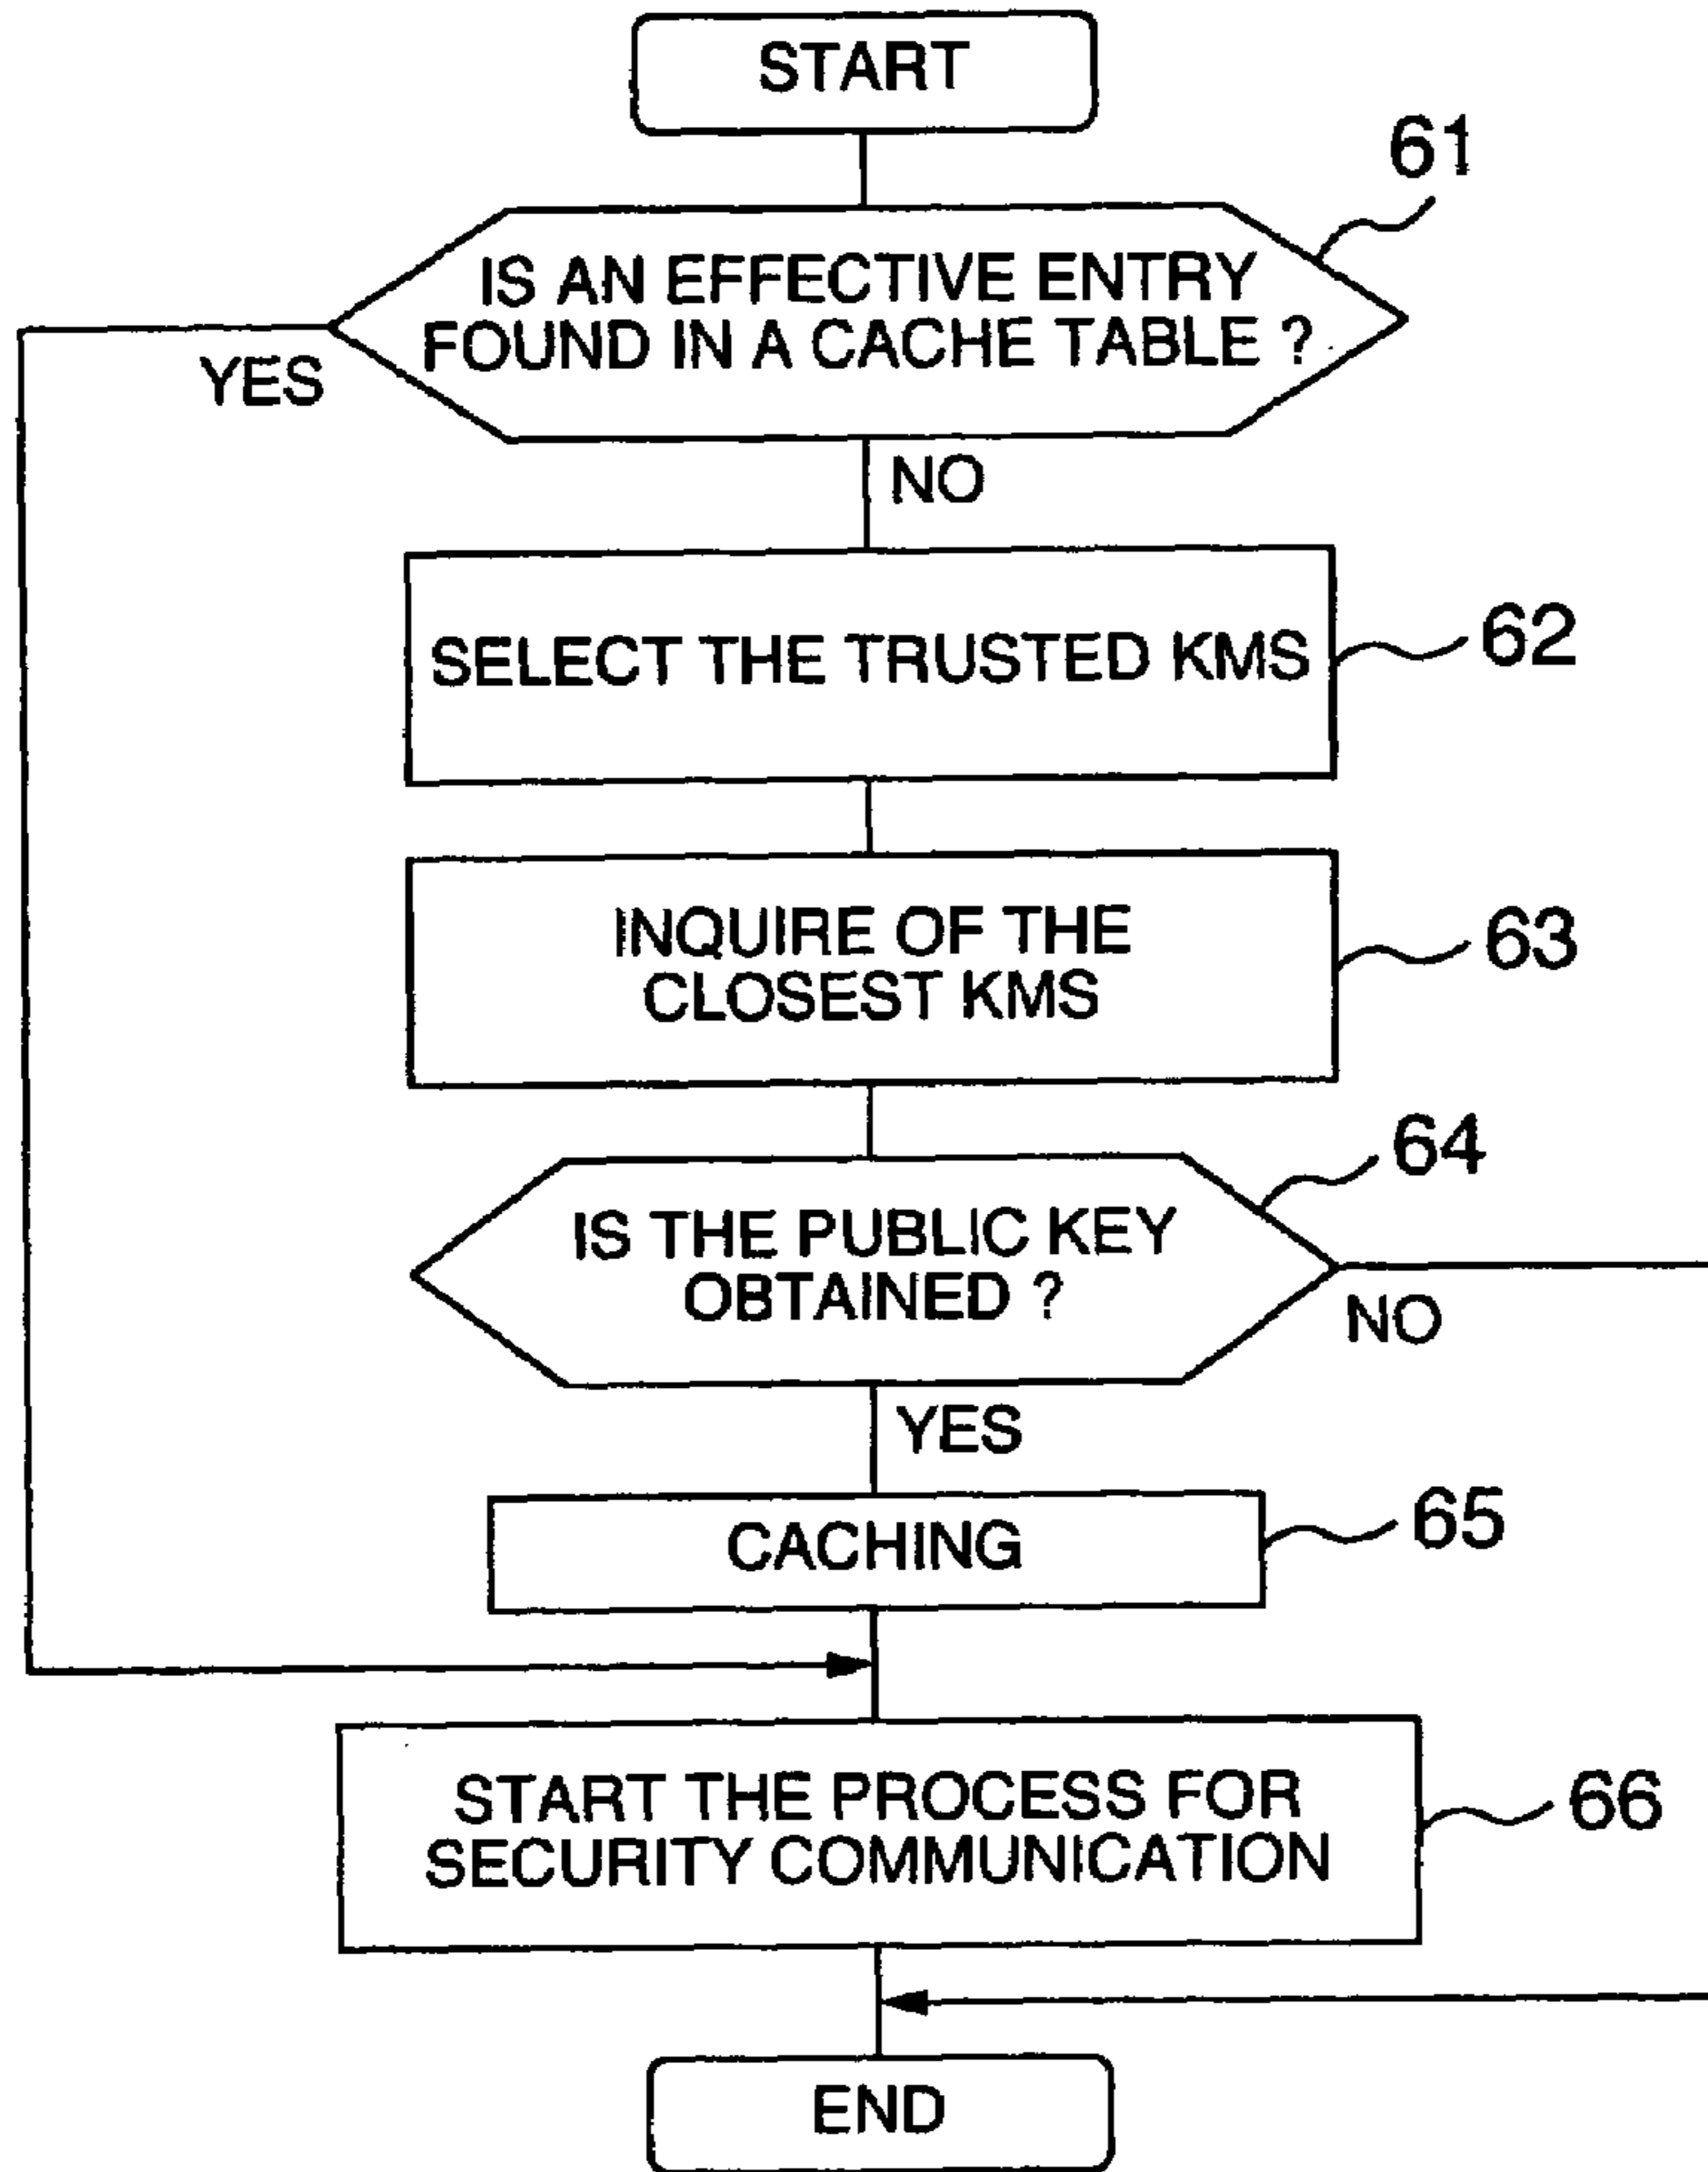 START
61
IS AN EFFECTIVE ENTRY
FOUND IN A CACHE TABLE ?
YES
NO
SELECT THE TRUSTED KMS
62
INQUIRE OF THE
CLOSEST KMS
63
64
IS THE PUBLIC KEY
OBTAINED ?
NO
YES
CACHING
65
START THE PROCESS FOR
SECURITY COMMUNICATION
66
END